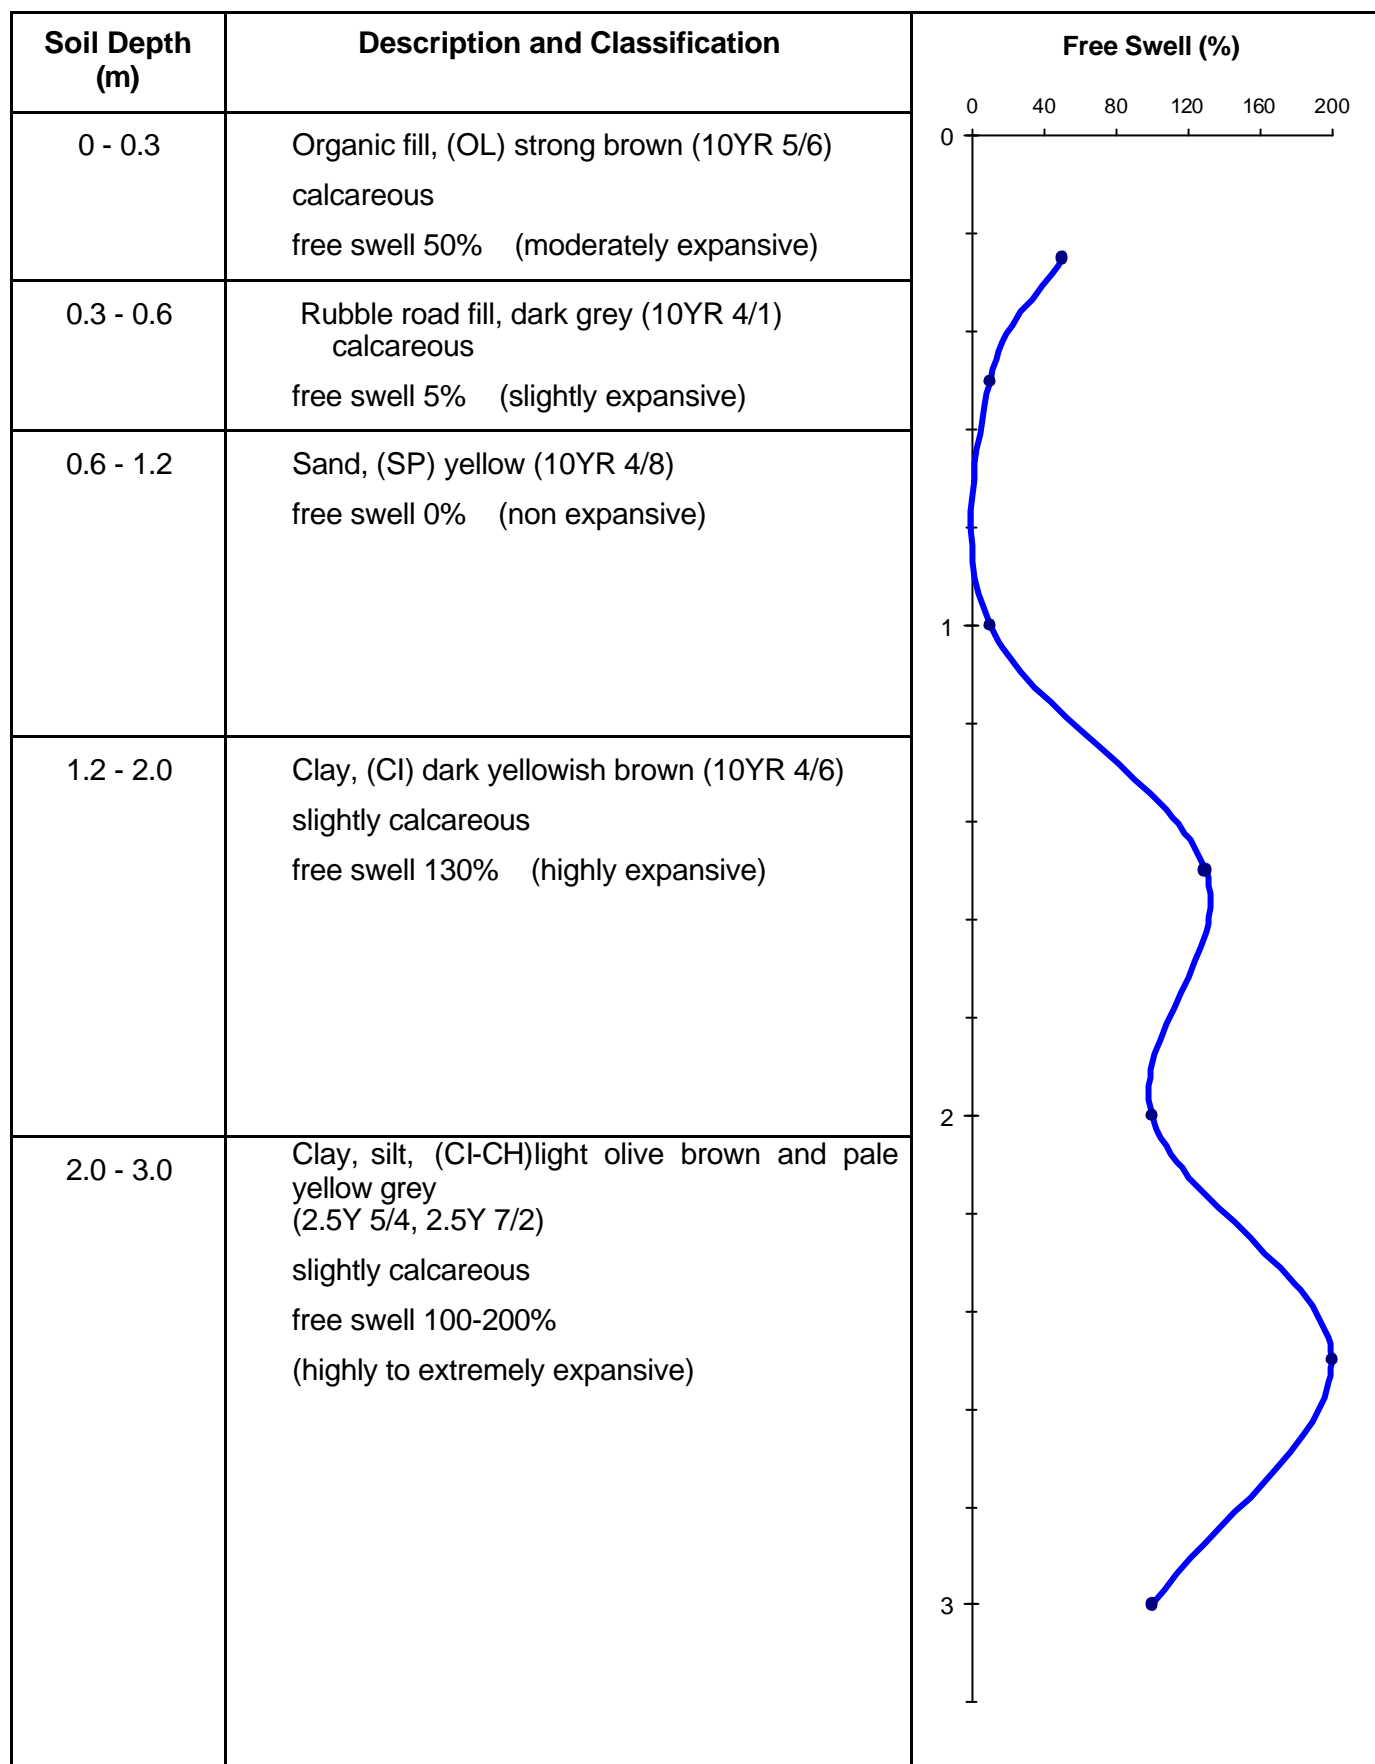 Soil Depth
(m)
Description and Classification
Free Swell (%)
0 - 0.3
Organic fill, (OL) strong brown (10YR 5/6)
calcareous
free swell 50% (moderately expansive)
0.3 - 0.6
Rubble road fill, dark grey (10YR 4/1)
calcareous
free swell 5% (slightly expansive)
0.6 - 1.2
Sand, (SP) yellow (10YR 4/8)
free swell 0% (non expansive)
1.2 - 2.0
Clay, (CI) dark yellowish brown (10YR 4/6)
slightly calcareous
free swell 130% (highly expansive)
2.0 - 3.0
Clay, silt, (CI-CH)light olive brown and pale
yellow grey
(2.5Y 5/4, 2.5Y 7/2)
slightly calcareous
free swell 100-200%
(highly to extremely expansive)
0 40 80 120 160 200
0
1
2
3